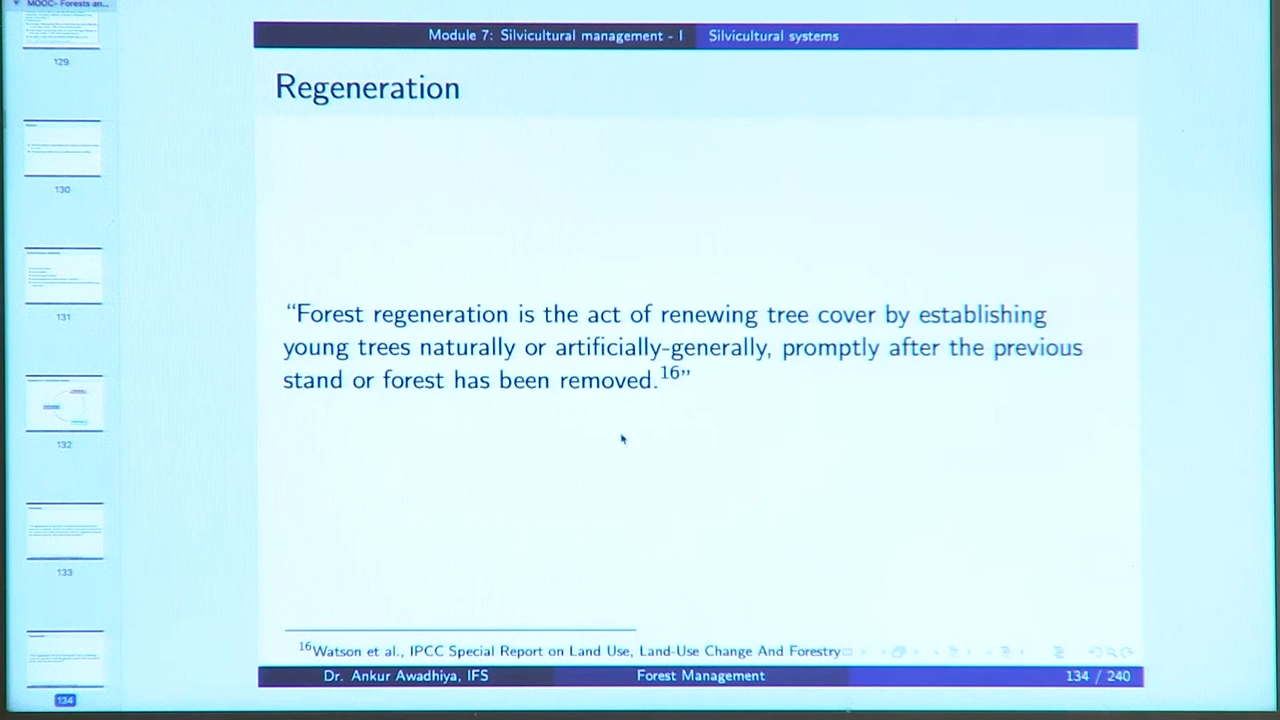 MOOC- Forests an...
Module 7: Silvicultural management - I Silvicultural systems
Regeneration
129
130
131
132
133
134
“Forest regeneration is the act of renewing tree cover by establishing
young trees naturally or artificially-generally, promptly after the previous
stand or forest has been removed.16”
16Watson et al., IPCC Special Report on Land Use, Land-Use Change And Forestry
Dr. Ankur Awadhiya, IFS Forest Management 134 / 240